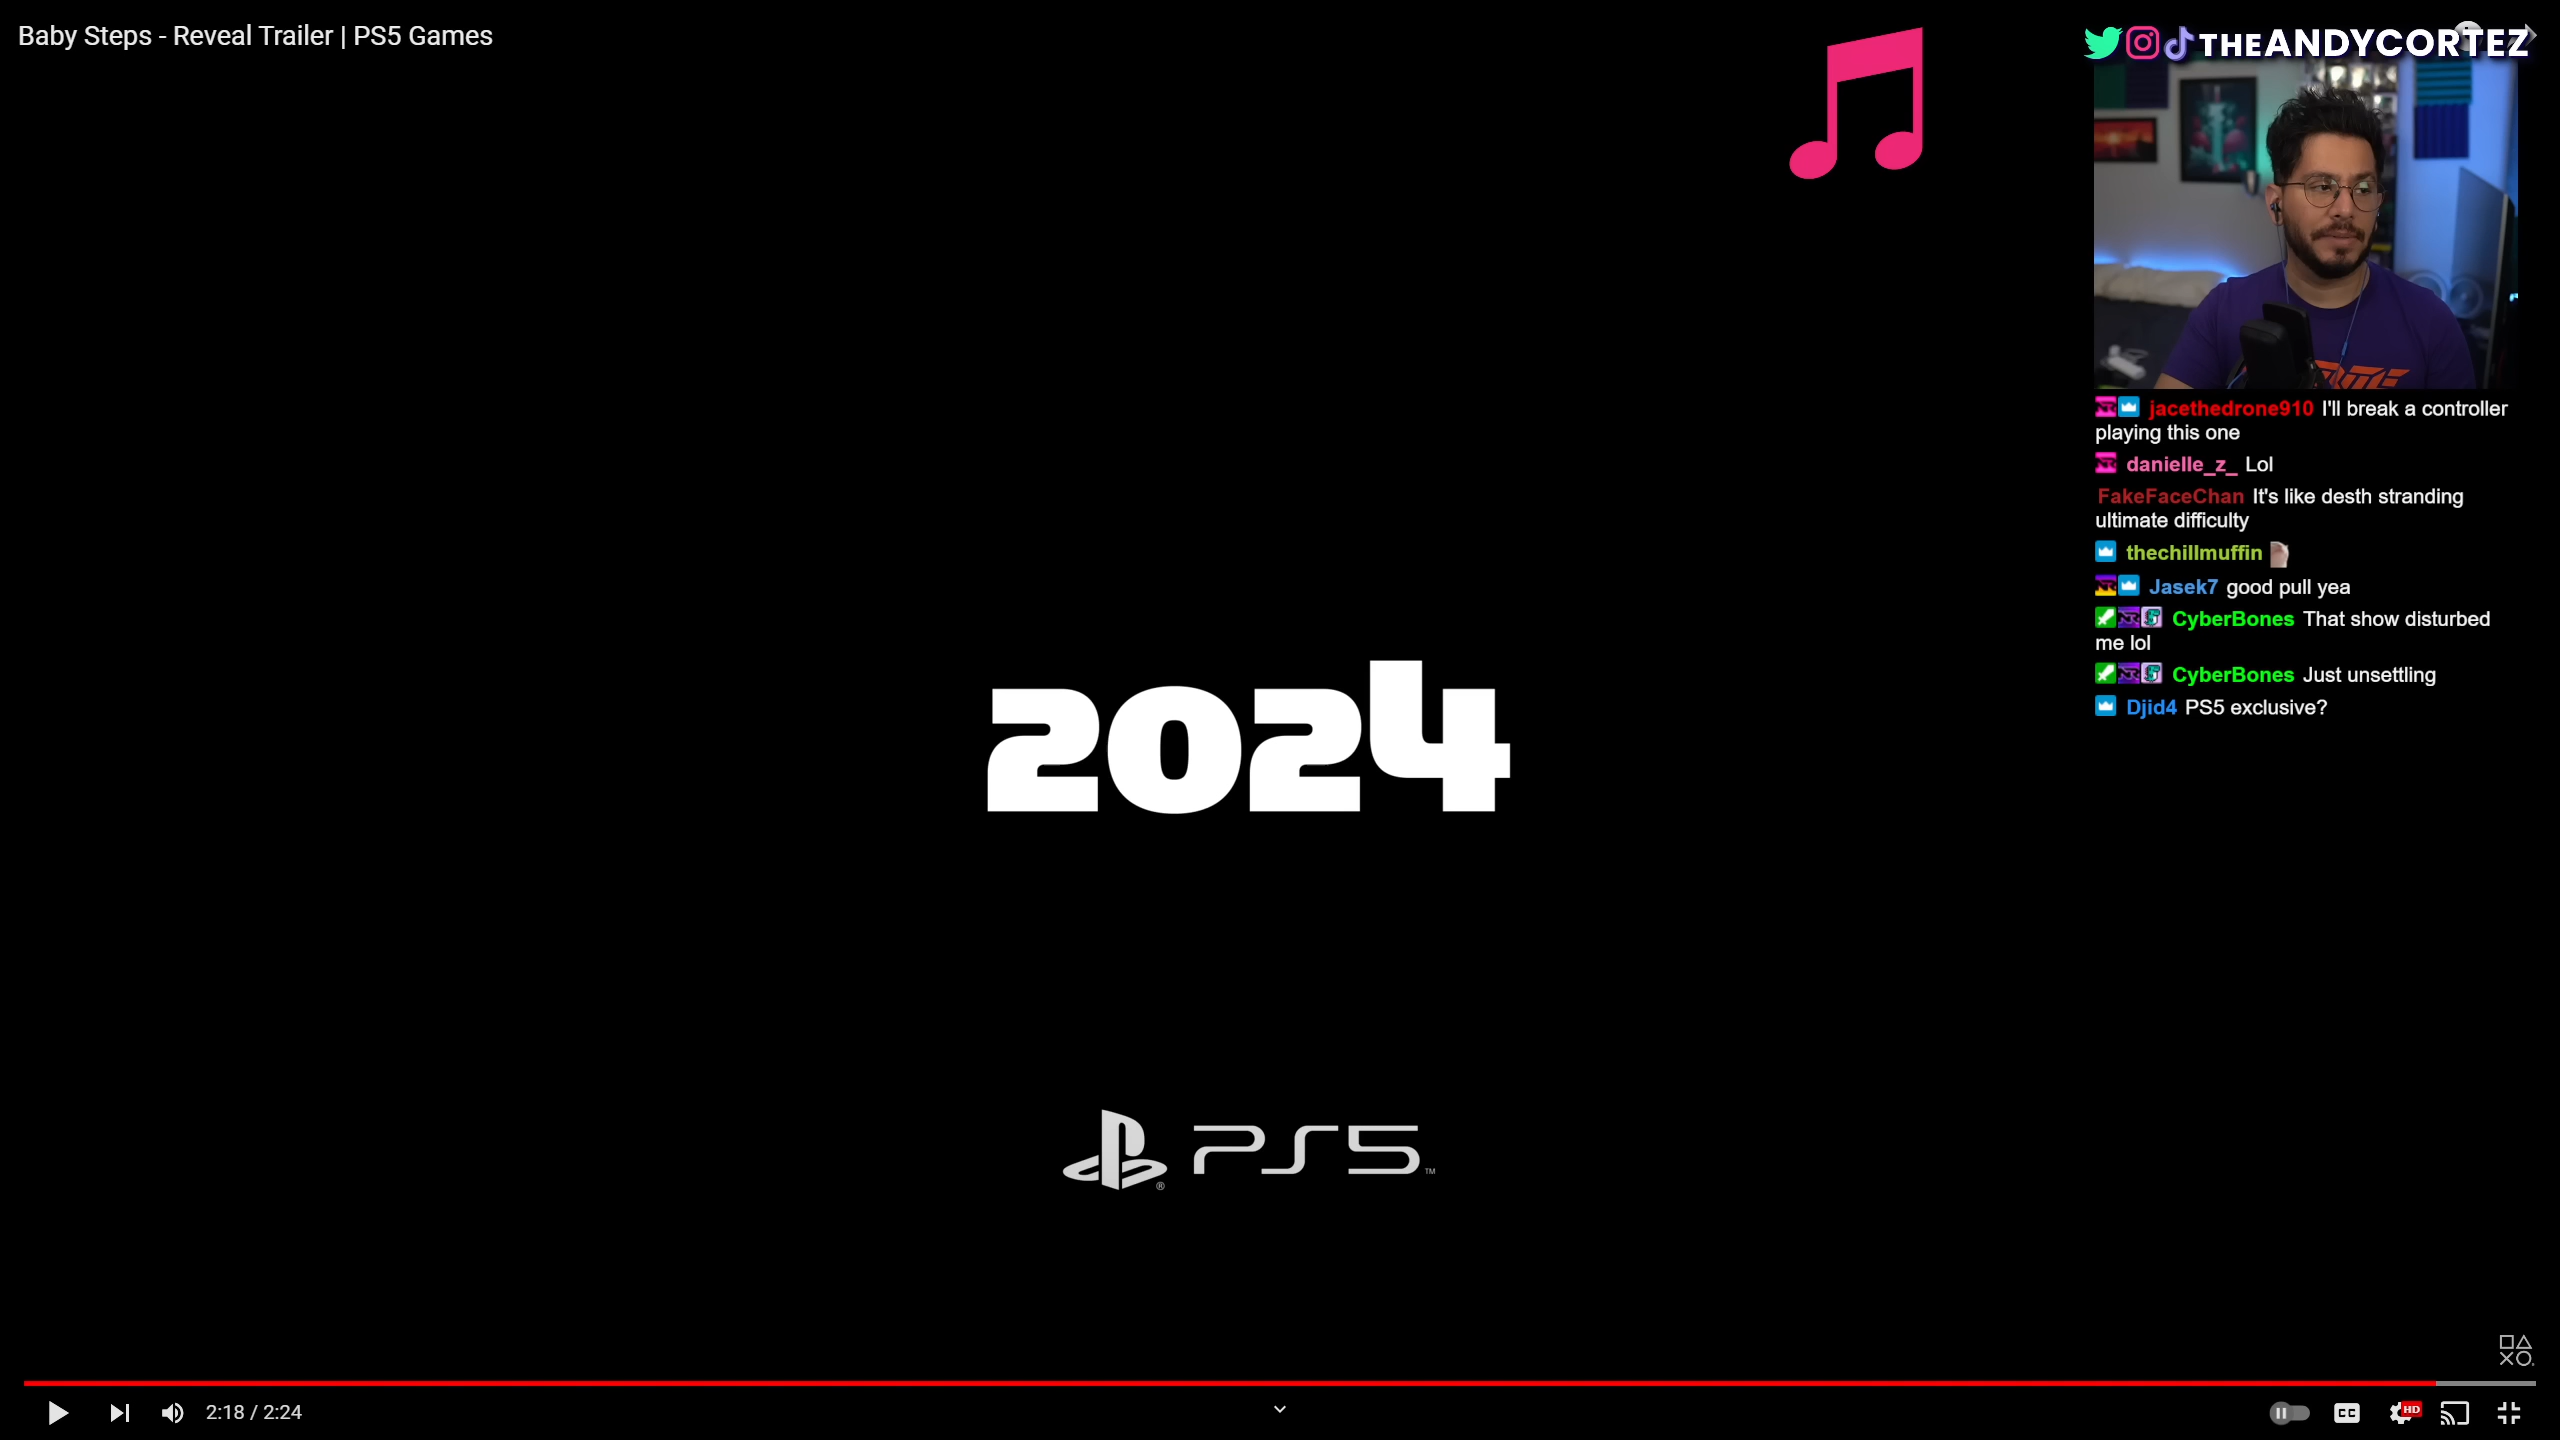 Baby Steps - Reveal Trailer | PS5 Games
THEANDYCORTEZ
jacethedrone910 I'll break a controller
playing this one
danielle_z_ Lol
FakeFaceChan It's like desth stranding
ultimate difficulty
thechillmuffin
Jasek7 good pull yea
CyberBones That show disturbed
me lol
CyberBones Just unsettling
Djid4 PS5 exclusive?
2024
PS5
2:18 / 2:24
CC
HD